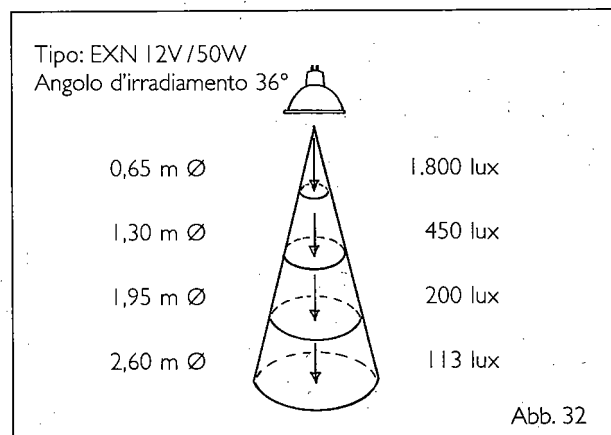 Tipo: EXN 12V/50W
Angolo d'irradiamento 36°
0,65 m Ø 1.800 lux
1,30 m Ø 450 lux
1,95 m Ø 200 lux
2,60 m Ø 113 lux
Abb. 32